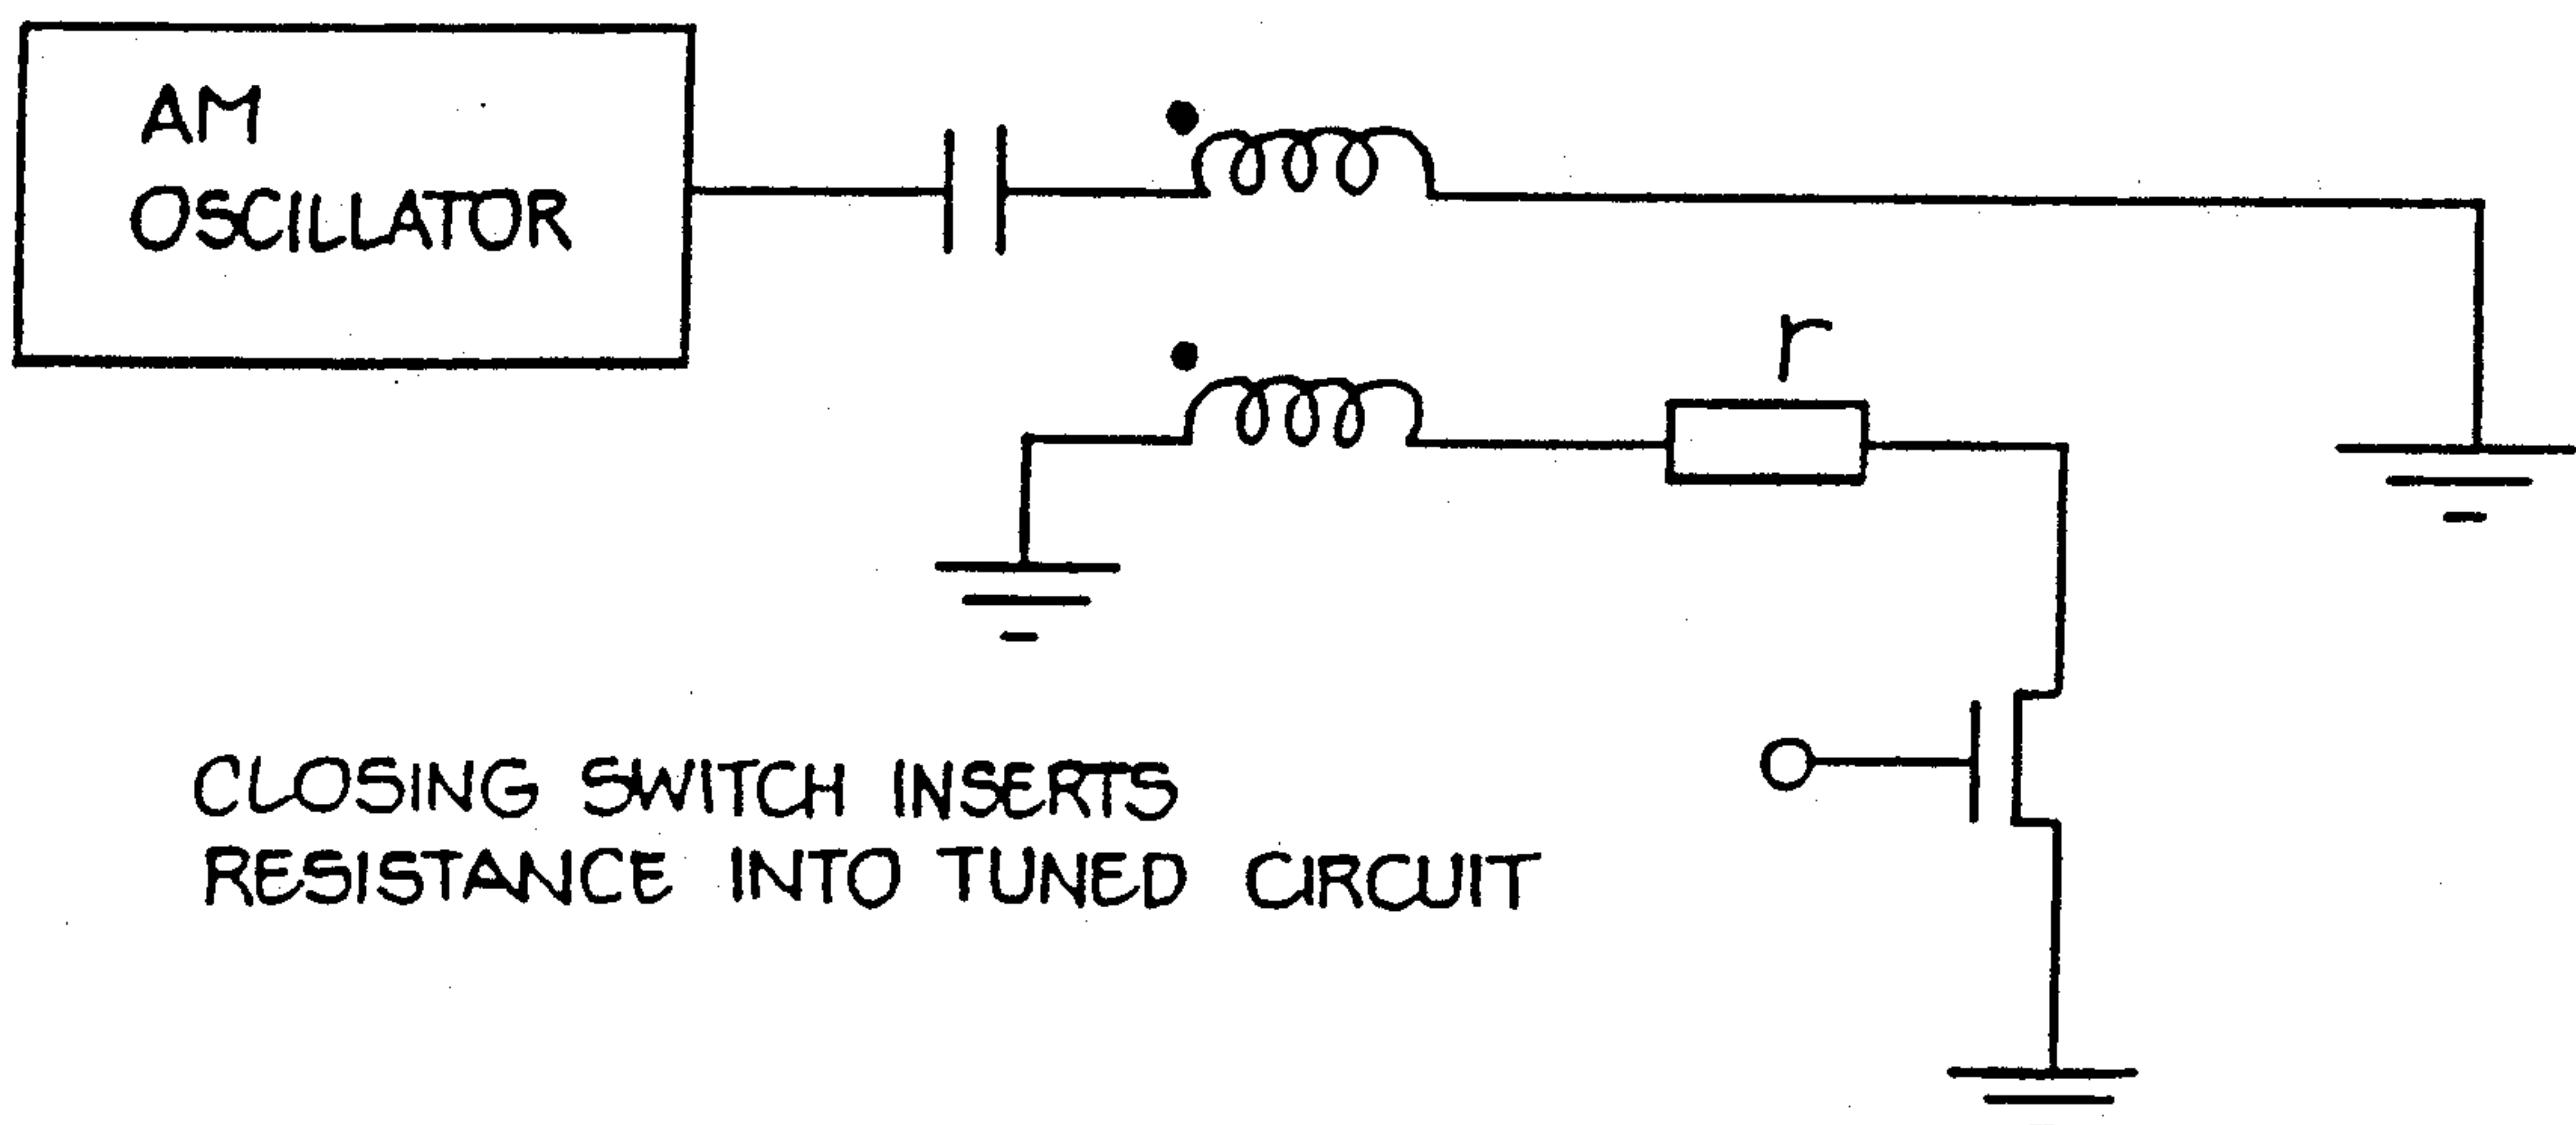 AM
OSCILLATOR
r
CLOSING SWITCH INSERTS
RESISTANCE INTO TUNED CIRCUIT